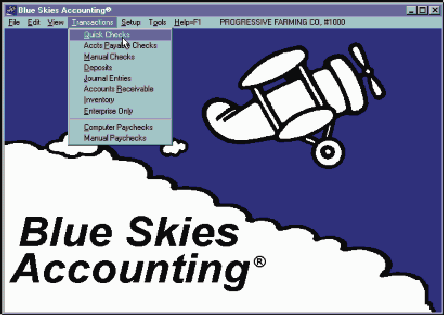 Blue Skies Accounting®
File Edit View Transactions Setup Tools Help=F1 PROGRESSIVE FARMING CO, #1000
Quick Checks
Accts Payable Checks
Manual Checks
Deposits
Journal Entries
Accounts Receivable
Inventory
Enterprise Only
Computer Paychecks
Manual Paychecks
Blue Skies
Accounting®